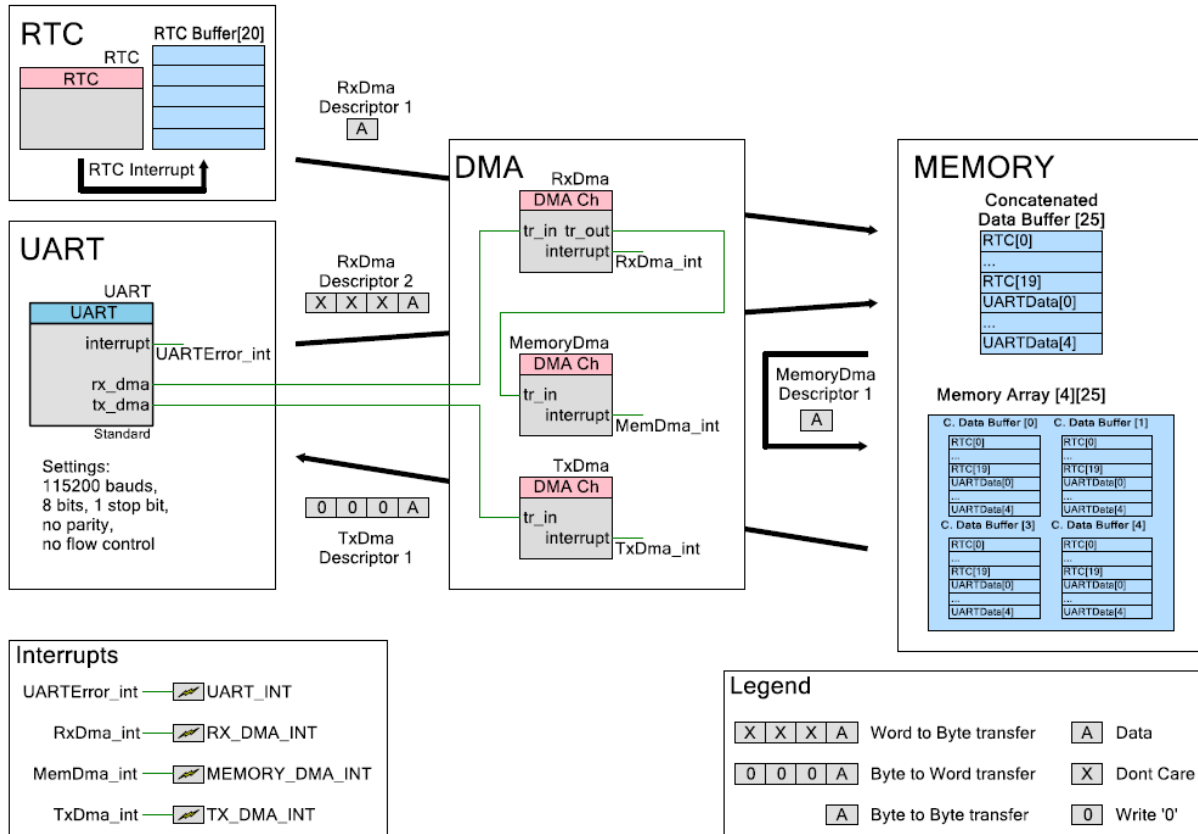 RTC
RTC Buffer[20]
RTC
RTC
RTC Interrupt
RxDma
Descriptor 1
A
UART
UART
UART
interrupt
UARTError_int
rx_dma
tx_dma
Standard
Settings:
115200 bauds,
8 bits, 1 stop bit,
no parity,
no flow control
RxDma
Descriptor 2
X X X A
0 0 0 A
TxDma
Descriptor 1
DMA
RxDma
DMA Ch
tr_in tr_out
interrupt
RxDma_int
MemoryDma
DMA Ch
tr_in
interrupt
MemDma_int
TxDma
DMA Ch
tr_in
interrupt
TxDma_int
MEMORY
Concatenated
Data Buffer [25]
RTC[0]
...
RTC[19]
UARTData[0]
...
UARTData[4]
MemoryDma
Descriptor 1
A
Memory Array [4][25]
C. Data Buffer [0]
RTC[0]
...
RTC[19]
UARTData[0]
...
UARTData[4]
C. Data Buffer [1]
RTC[0]
...
RTC[19]
UARTData[0]
...
UARTData[4]
C. Data Buffer [3]
RTC[0]
...
RTC[19]
UARTData[0]
...
UARTData[4]
C. Data Buffer [4]
RTC[0]
...
RTC[19]
UARTData[0]
...
UARTData[4]
Interrupts
UARTError_int UART_INT
RxDma_int RX_DMA_INT
MemDma_int MEMORY_DMA_INT
TxDma_int TX_DMA_INT
Legend
X X X A Word to Byte transfer
A Data
0 0 0 A Byte to Word transfer
X Dont Care
A Byte to Byte transfer
0 Write '0'